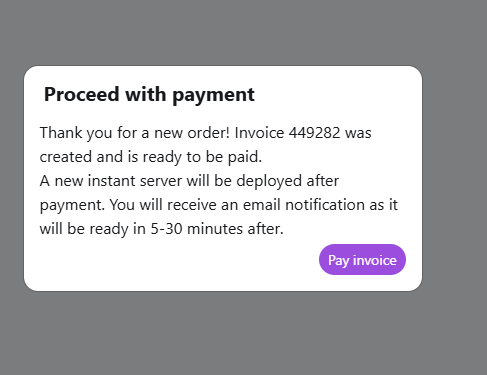 Proceed with payment
Thank you for a new order! Invoice 449282 was
created and is ready to be paid.
A new instant server will be deployed after
payment. You will receive an email notification as it
will be ready in 5-30 minutes after.
Pay invoice